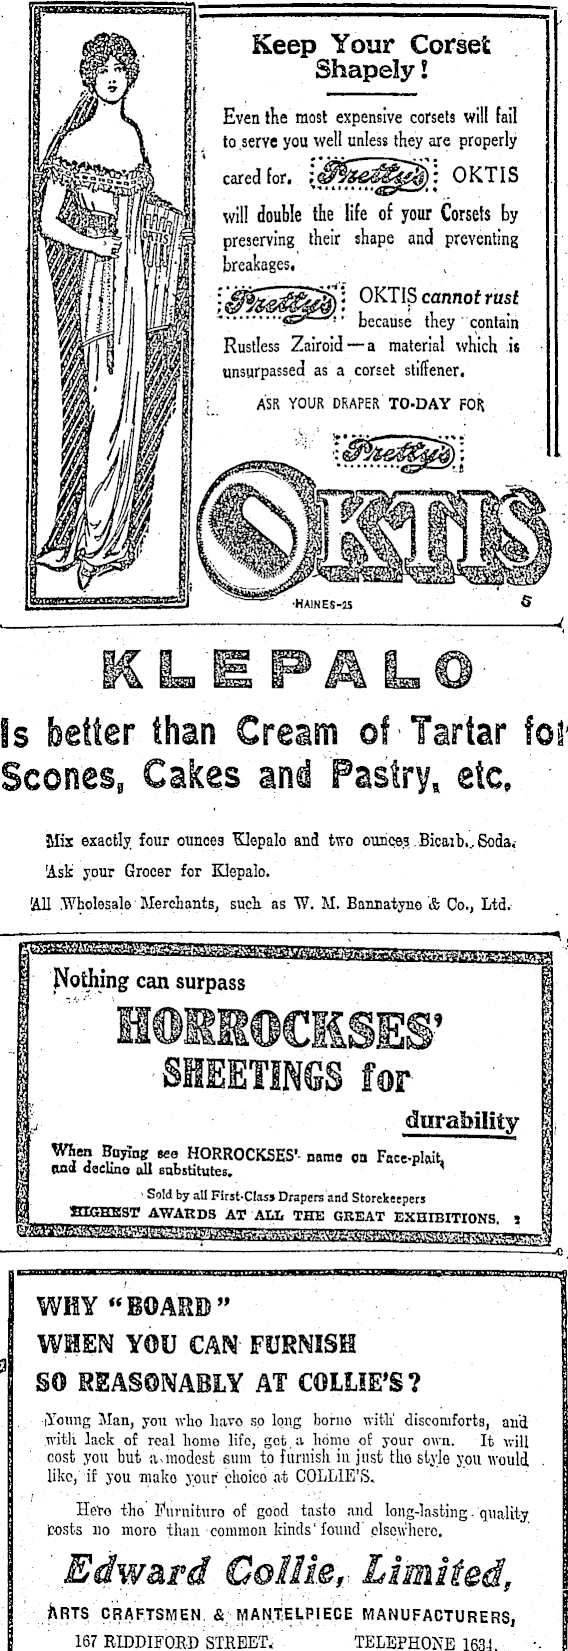 Keep Your Corset
Shapely!
Even the most expensive corsets will fail
to serve you well unless they are properly
cared for. Pretty's OKTIS
will double the life of your Corsets by
preserving their shape and preventing
breakages.
Pretty's OKTIS cannot rust
because they contain
Rustless Zairoid—a material which is
unsurpassed as a corset stiffener.
ASK YOUR DRAPER TO-DAY FOR
Pretty's
OKTIS
HAINES-25 5
OKTIS
KLEPALO
Is better than Cream of Tartar for
Scones, Cakes and Pastry, etc.
Mix exactly four ounces Klepalo and two ounces Bicarb. Soda.
Ask your Grocer for Klepalo.
All Wholesale Merchants, such as W. M. Bannatyne & Co., Ltd.
Nothing can surpass
HORROCKSES'
SHEETINGS for
durability
When Buying see HORROCKSES' name on Face-plait,
and decline all substitutes.
Sold by all First-Class Drapers and Storekeepers
HIGHEST AWARDS AT ALL THE GREAT EXHIBITIONS.
WHY "BOARD"
WHEN YOU CAN FURNISH
SO REASONABLY AT COLLIE'S?
Young Man, you who have so long borne with discomforts, and
with lack of real home life, get a home of your own. It will
cost you but a modest sum to furnish in just the style you would
like, if you make your choice at COLLIE'S.
Here the Furniture of good taste and long-lasting quality
costs no more than common kinds found elsewhere.
Edward Collie, Limited,
ARTS CRAFTSMEN & MANTELPIECE MANUFACTURERS,
167 RIDDIFORD STREET. TELEPHONE 1634.